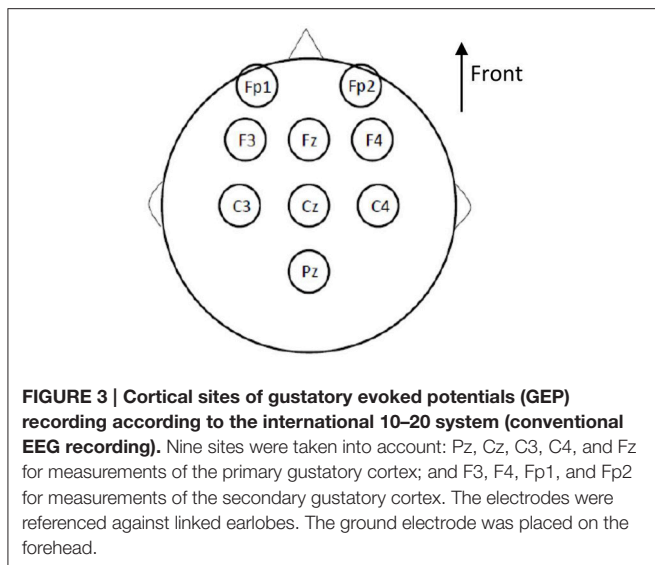 Front
Fp1 Fp2
F3 Fz F4
C3 Cz C4
Pz
FIGURE 3 | Cortical sites of gustatory evoked potentials (GEP)
recording according to the international 10–20 system (conventional
EEG recording). Nine sites were taken into account: Pz, Cz, C3, C4, and Fz
for measurements of the primary gustatory cortex; and F3, F4, Fp1, and Fp2
for measurements of the secondary gustatory cortex. The electrodes were
referenced against linked earlobes. The ground electrode was placed on the
forehead.